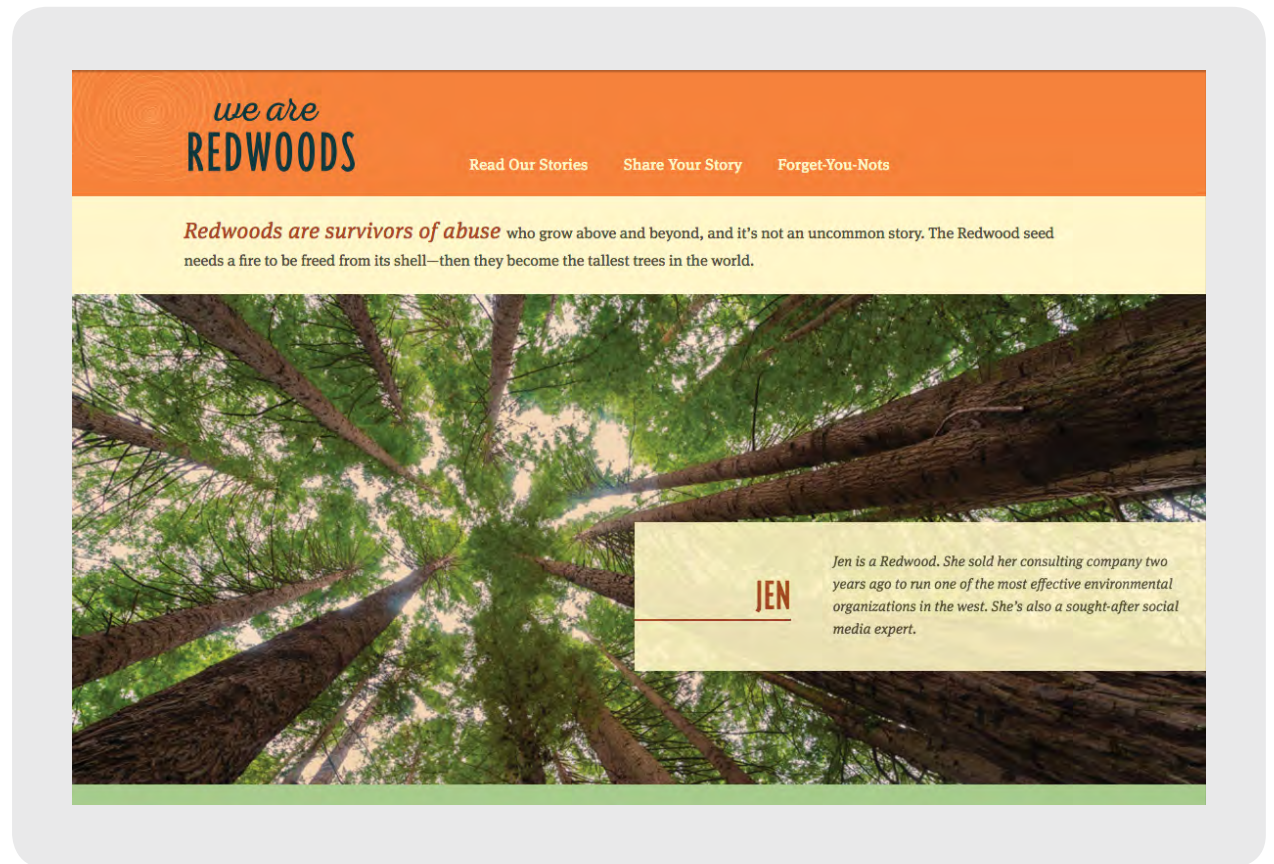 we are
REDWOODS
Read Our Stories Share Your Story Forget-You-Nots
Redwoods are survivors of abuse who grow above and beyond, and it's not an uncommon story. The Redwood seed
needs a fire to be freed from its shell—then they become the tallest trees in the world.
JEN
Jen is a Redwood. She sold her consulting company two
years ago to run one of the most effective environmental
organizations in the west. She's also a sought-after social
media expert.